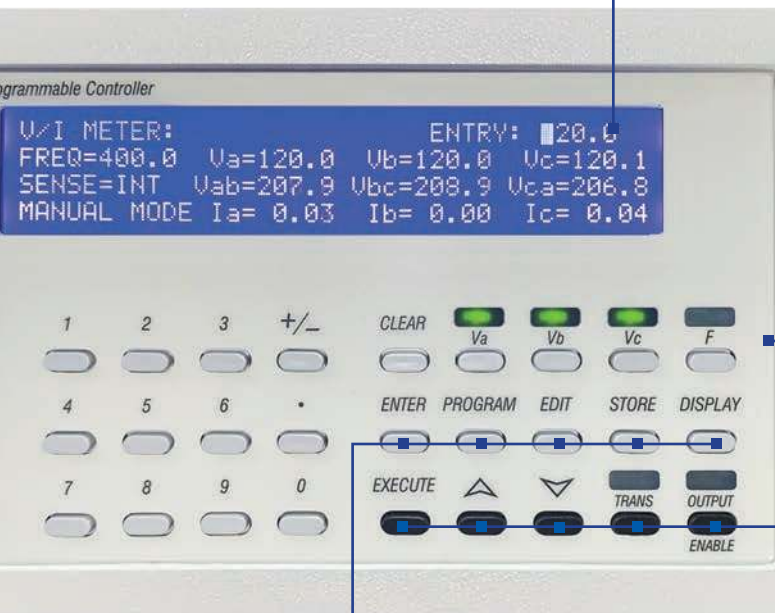 Programmable Controller
V/I METER: ENTRY: 120.0
FREQ=400.0 Va=120.0 Vb=120.0 Vc=120.1
SENSE=INT Vab=207.9 Vbc=208.9 Vca=206.8
MANUAL MODE Ia= 0.03 Ib= 0.00 Ic= 0.04
1 2 3 +/− CLEAR Va Vb Vc F
4 5 6 . ENTER PROGRAM EDIT STORE DISPLAY
7 8 9 0 EXECUTE TRANS OUTPUT
ENABLE